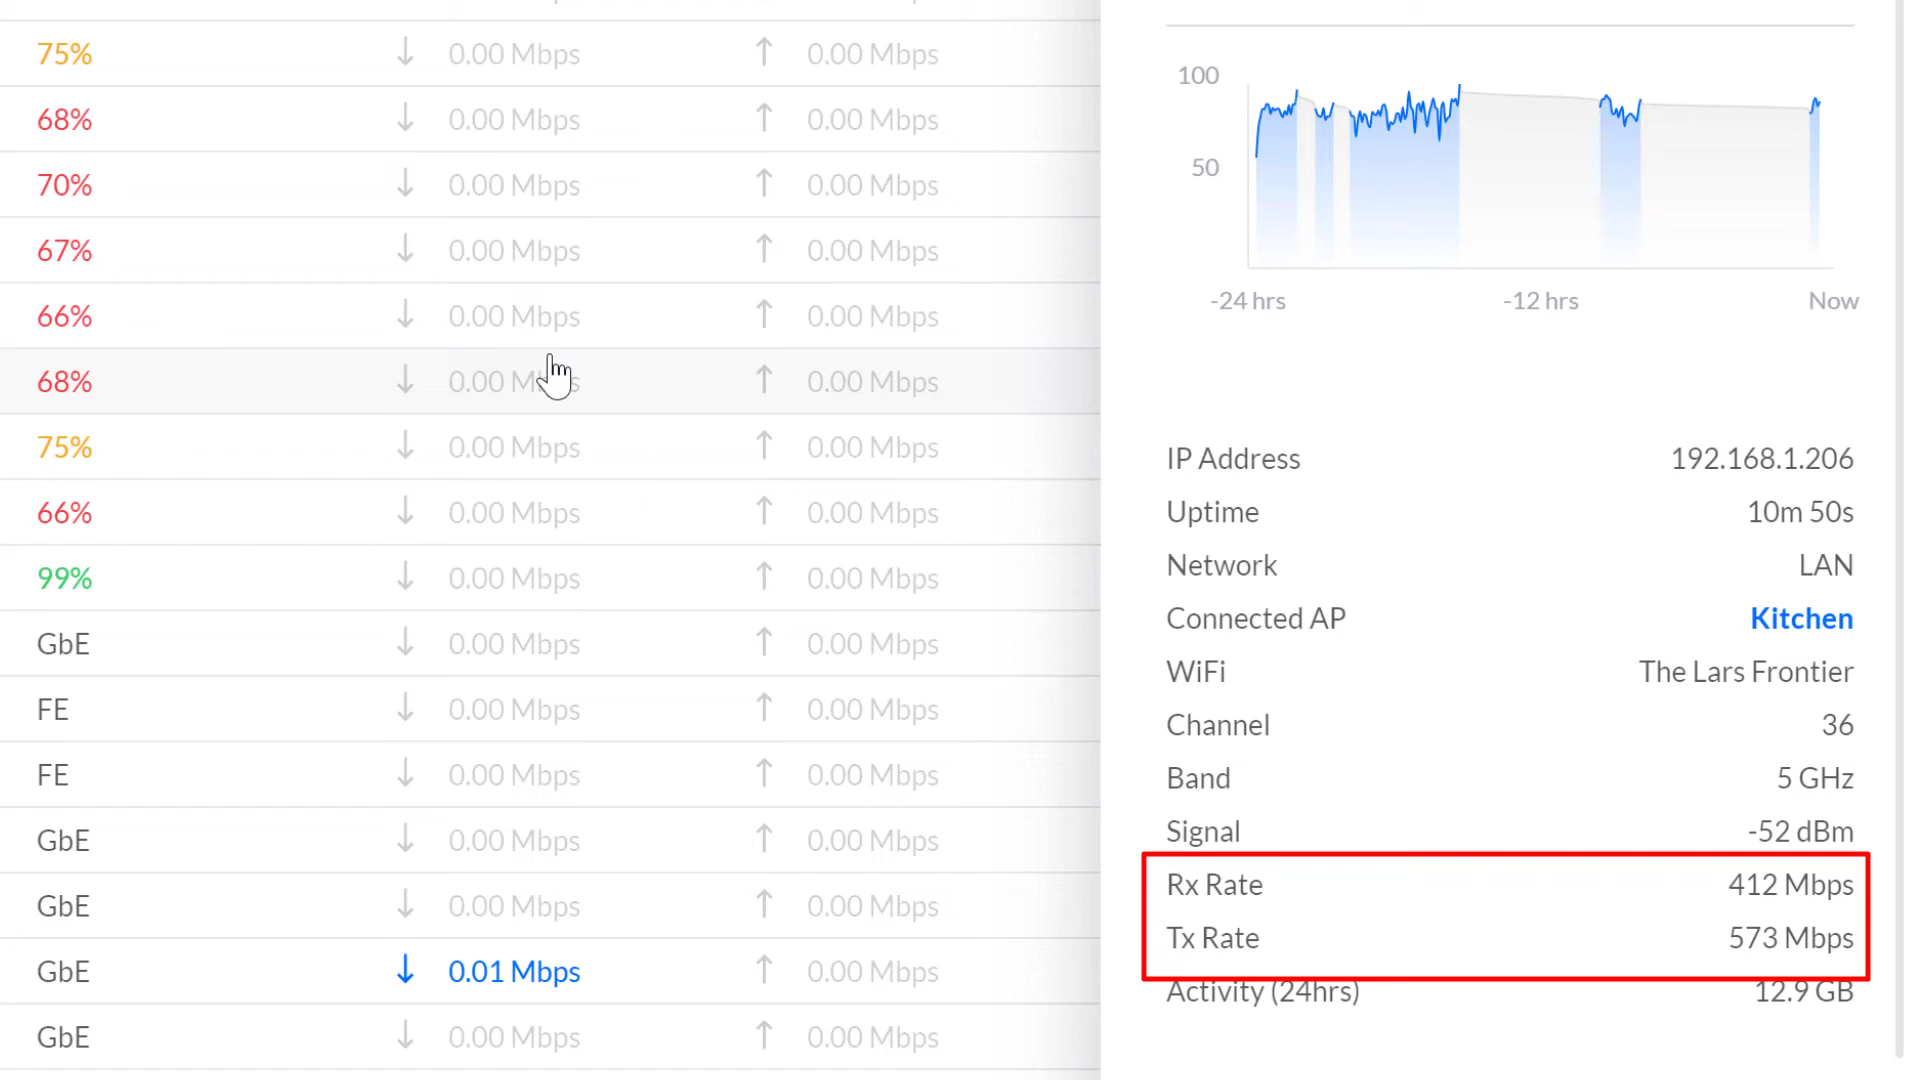 75% ↓ 0.00 Mbps ↑ 0.00 Mbps
68% ↓ 0.00 Mbps ↑ 0.00 Mbps
70% ↓ 0.00 Mbps ↑ 0.00 Mbps
67% ↓ 0.00 Mbps ↑ 0.00 Mbps
66% ↓ 0.00 Mbps ↑ 0.00 Mbps
68% ↓ 0.00 Mbps ↑ 0.00 Mbps
75% ↓ 0.00 Mbps ↑ 0.00 Mbps
66% ↓ 0.00 Mbps ↑ 0.00 Mbps
99% ↓ 0.00 Mbps ↑ 0.00 Mbps
GbE ↓ 0.00 Mbps ↑ 0.00 Mbps
FE ↓ 0.00 Mbps ↑ 0.00 Mbps
FE ↓ 0.00 Mbps ↑ 0.00 Mbps
GbE ↓ 0.00 Mbps ↑ 0.00 Mbps
GbE ↓ 0.00 Mbps ↑ 0.00 Mbps
GbE ↓ 0.01 Mbps ↑ 0.00 Mbps
GbE ↓ 0.00 Mbps ↑ 0.00 Mbps
100
50
-24 hrs -12 hrs Now
IP Address 192.168.1.206
Uptime 10m 50s
Network LAN
Connected AP Kitchen
WiFi The Lars Frontier
Channel 36
Band 5 GHz
Signal -52 dBm
Rx Rate 412 Mbps
Tx Rate 573 Mbps
Activity (24hrs) 12.9 GB